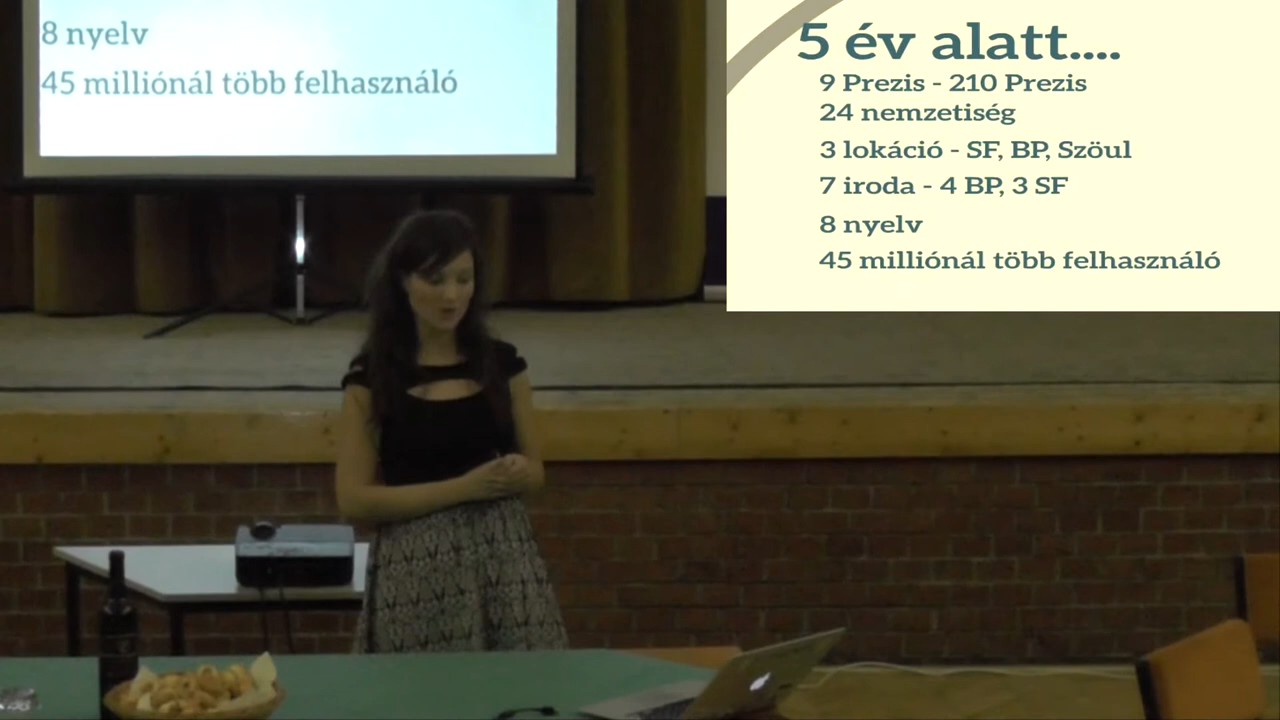 8 nyelv
45 milliónál több felhasználó
5 év alatt....
9 Prezis - 210 Prezis
24 nemzetiség
3 lokáció - SF, BP, Szöul
7 iroda - 4 BP, 3 SF
8 nyelv
45 milliónál több felhasználó